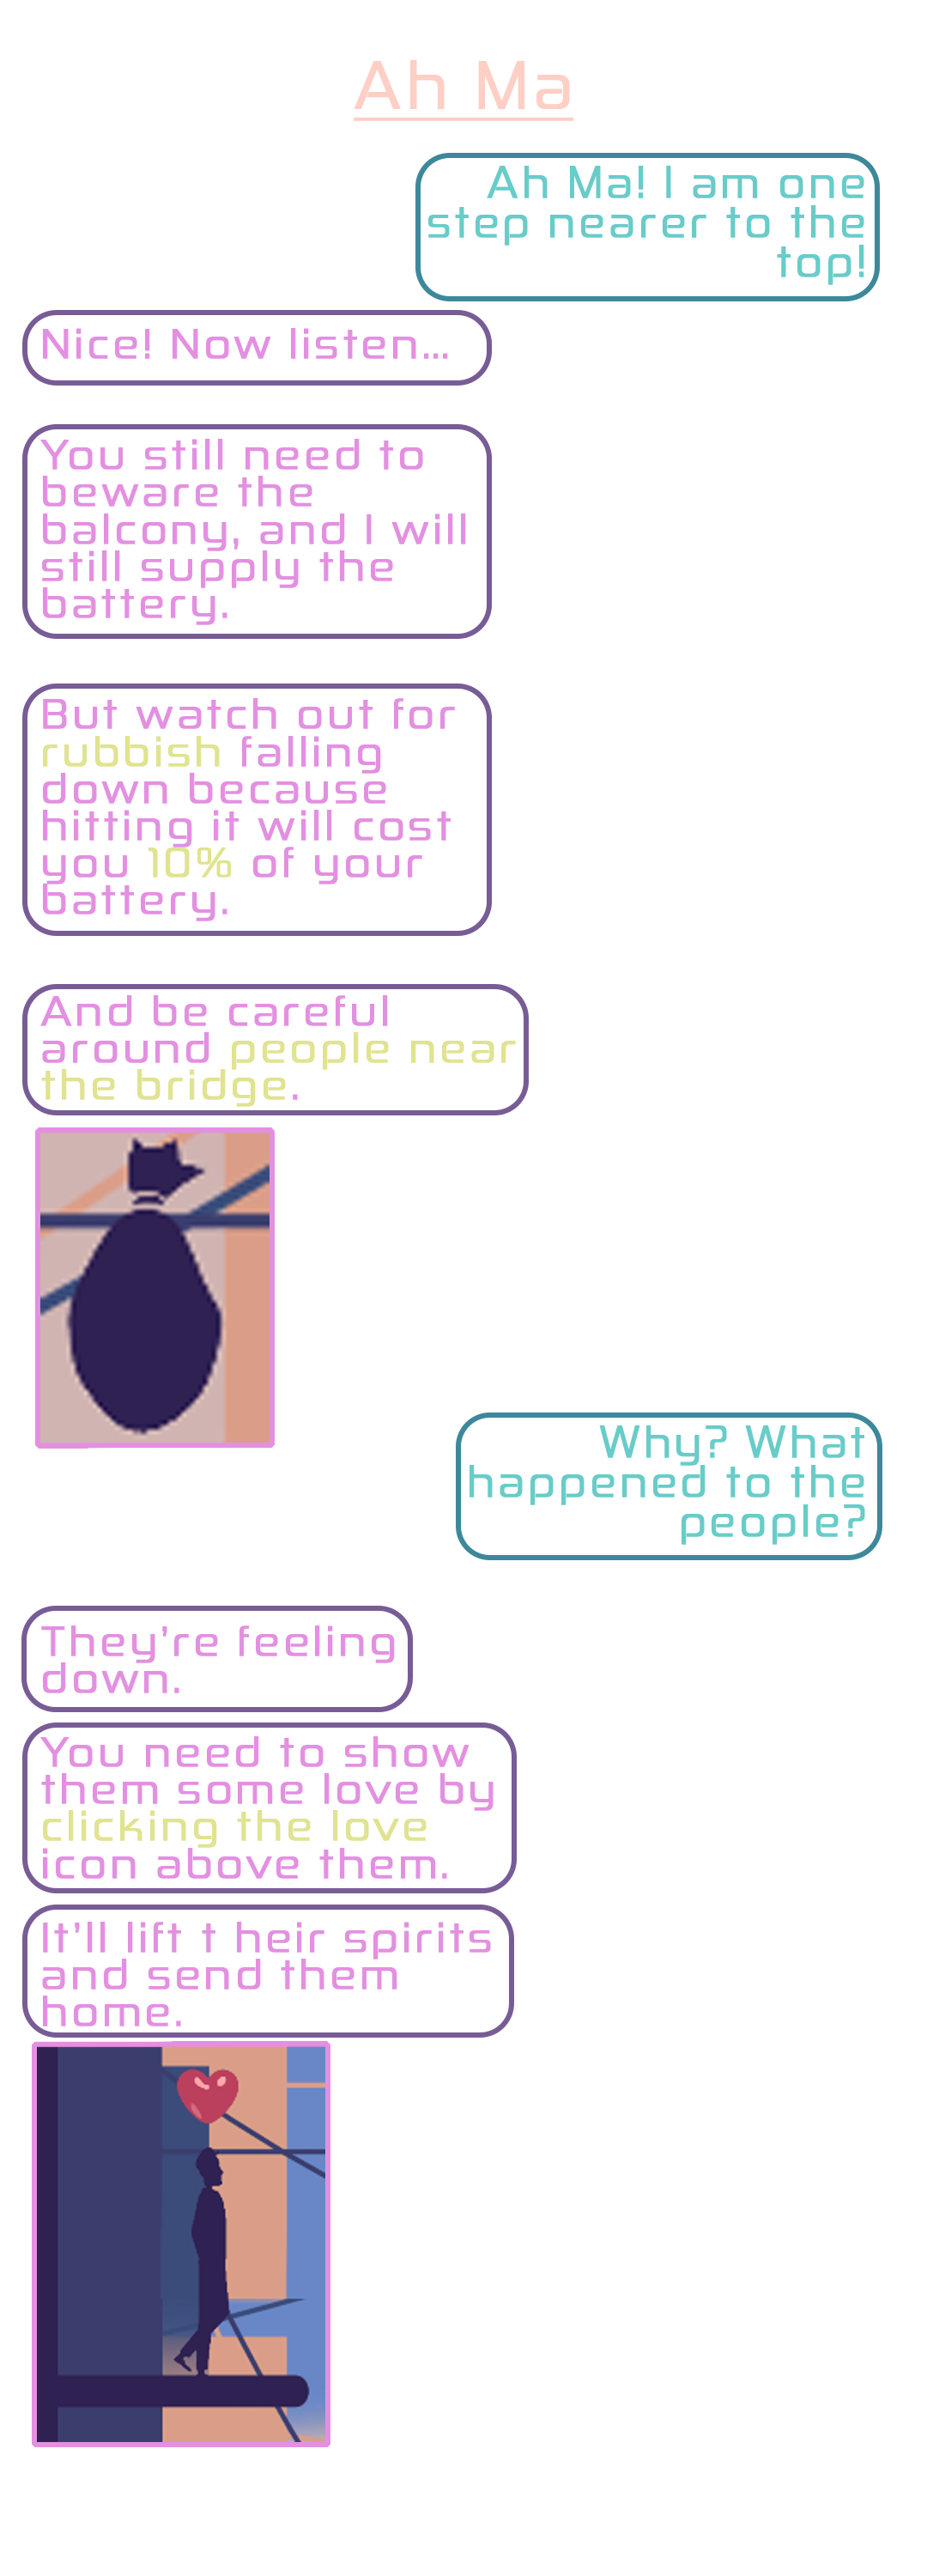 Ah Ma
Ah Ma! I am one
step nearer to the
top!
Nice! Now listen...
You still need to
beware the
balcony, and I will
still supply the
battery.
But watch out for
rubbish falling
down because
hitting it will cost
you 10% of your
battery.
And be careful
around people near
the bridge.
Why? What
happened to the
people?
They're feeling
down.
You need to show
them some love by
clicking the love
icon above them.
It'll lift t heir spirits
and send them
home.